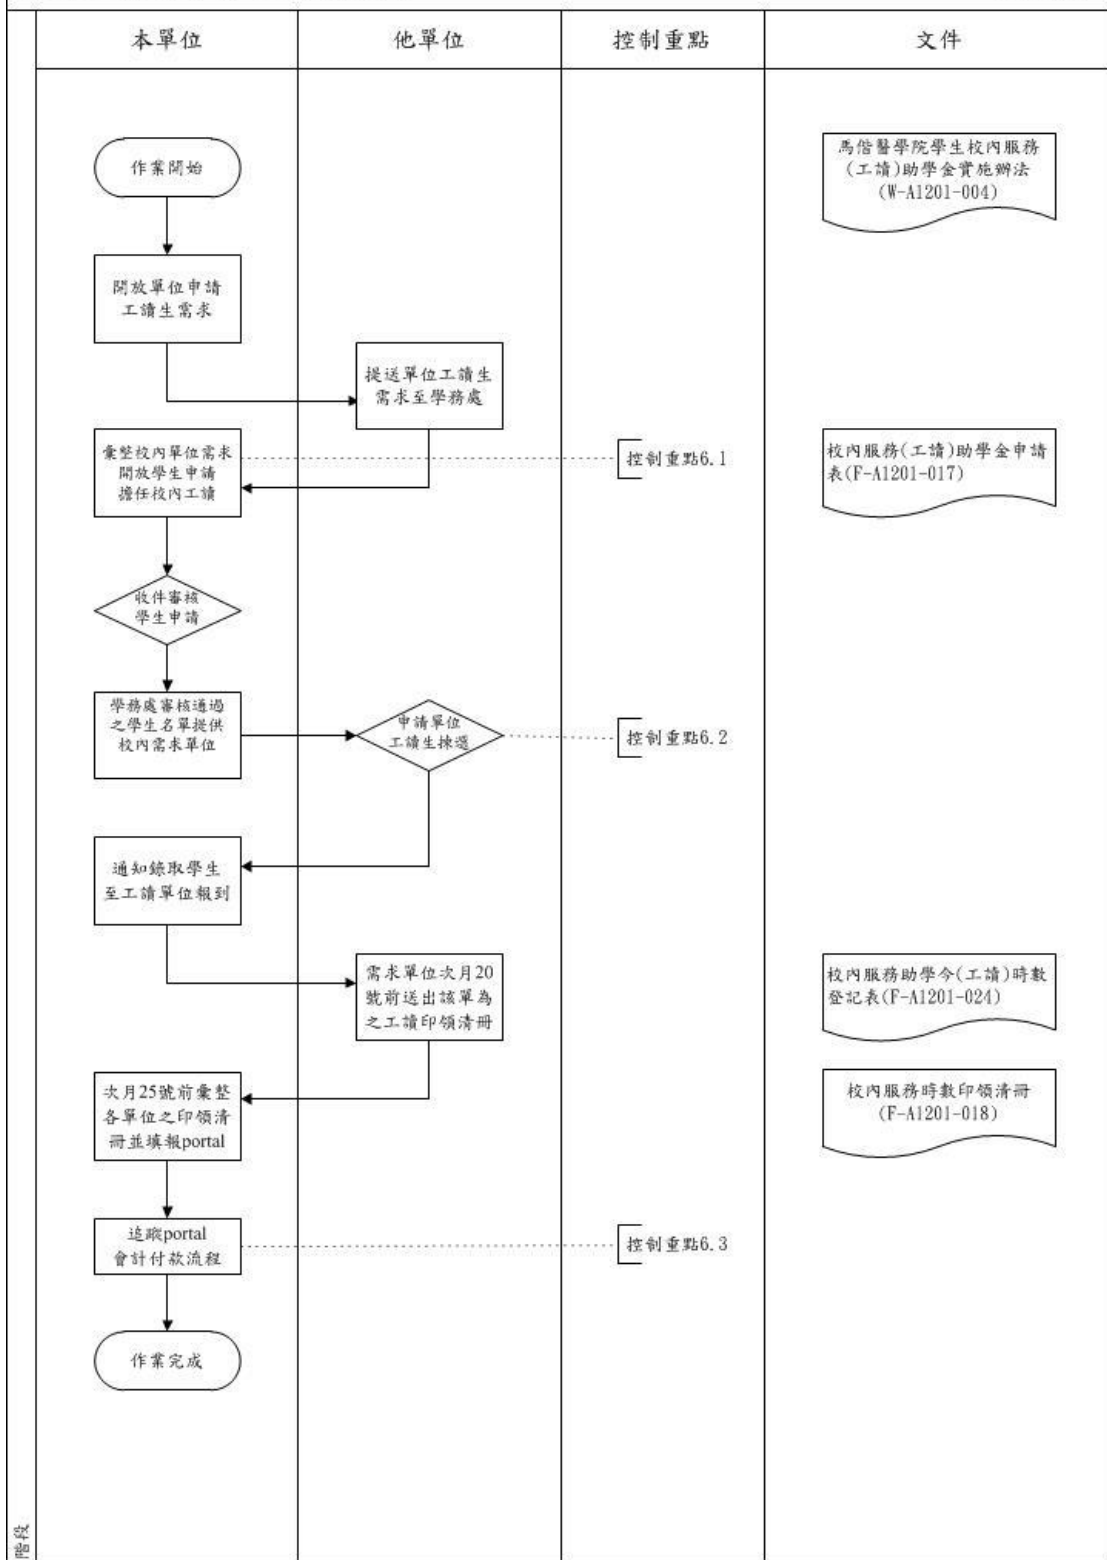 本單位
他單位
控制重點
文件
作業開始
馬偕醫學院學生校內服務
(工讀)助學金實施辦法
(W-A1201-004)
開放單位申請
工讀生需求
提送單位工讀生
需求至學務處
彙整校內單位需求
開放學生申請
擔任校內工讀
控制重點6.1
校內服務(工讀)助學金申請
表(F-A1201-017)
收件審核
學生申請
學務處審核通過
之學生名單提供
校內需求單位
申請單位
工讀生揀選
控制重點6.2
通知錄取學生
至工讀單位報到
需求單位次月20
號前送出該單為
之工讀印領清冊
校內服務助學今(工讀)時數
登記表(F-A1201-024)
次月25號前彙整
各單位之印領清
冊並填報portal
校內服務時數印領清冊
(F-A1201-018)
追蹤portal
會計付款流程
控制重點6.3
作業完成
階段